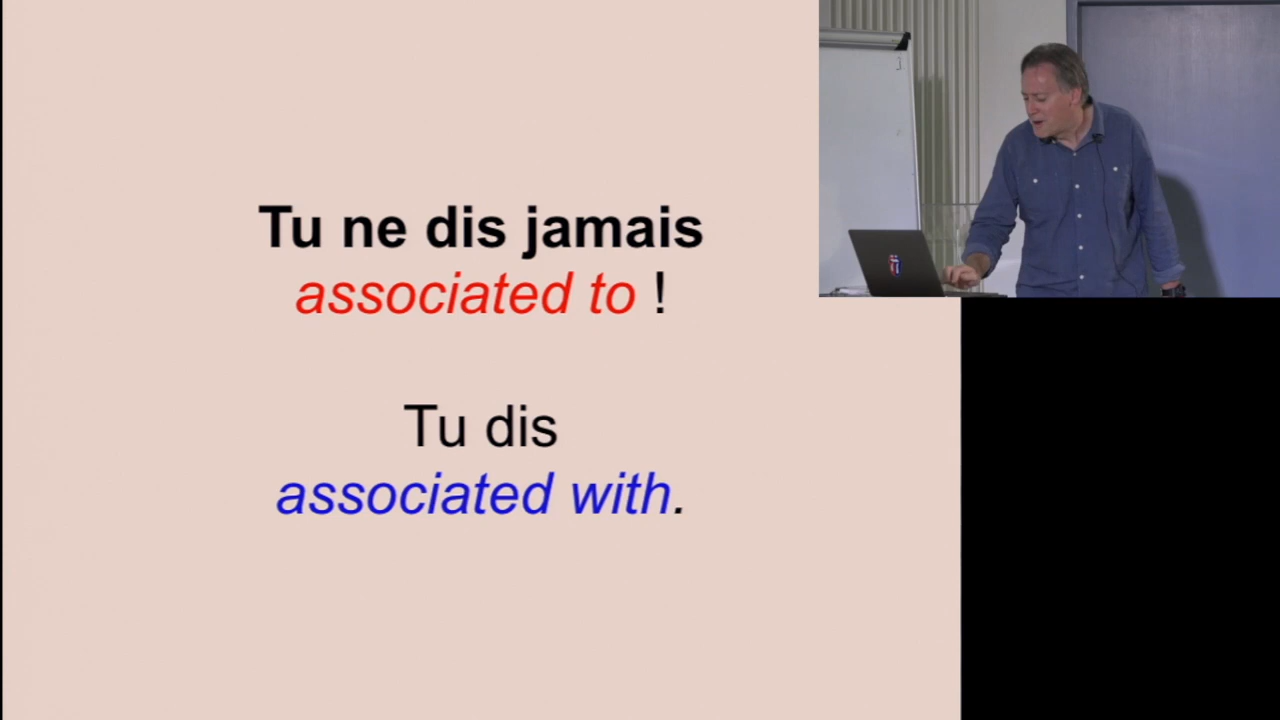 Tu ne dis jamais
associated to !
Tu dis
associated with.